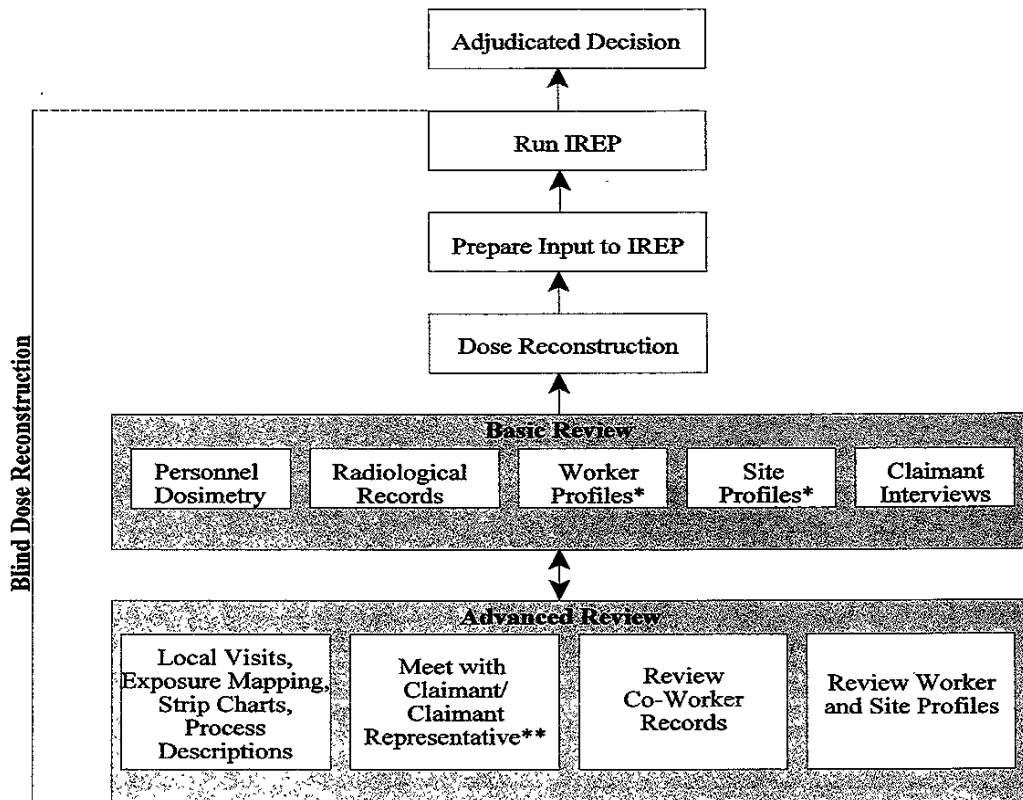 Adjudicated Decision
Run IREP
Prepare Input to IREP
Dose Reconstruction
Blind Dose Reconstruction
Basic Review
Personnel
Dosimetry
Radiological
Records
Worker
Profiles*
Site
Profiles*
Claimant
Interviews
Advanced Review
Local Visits,
Exposure Mapping,
Strip Charts,
Process
Descriptions
Meet with
Claimant/
Claimant
Representative**
Review
Co-Worker
Records
Review Worker
and Site Profiles